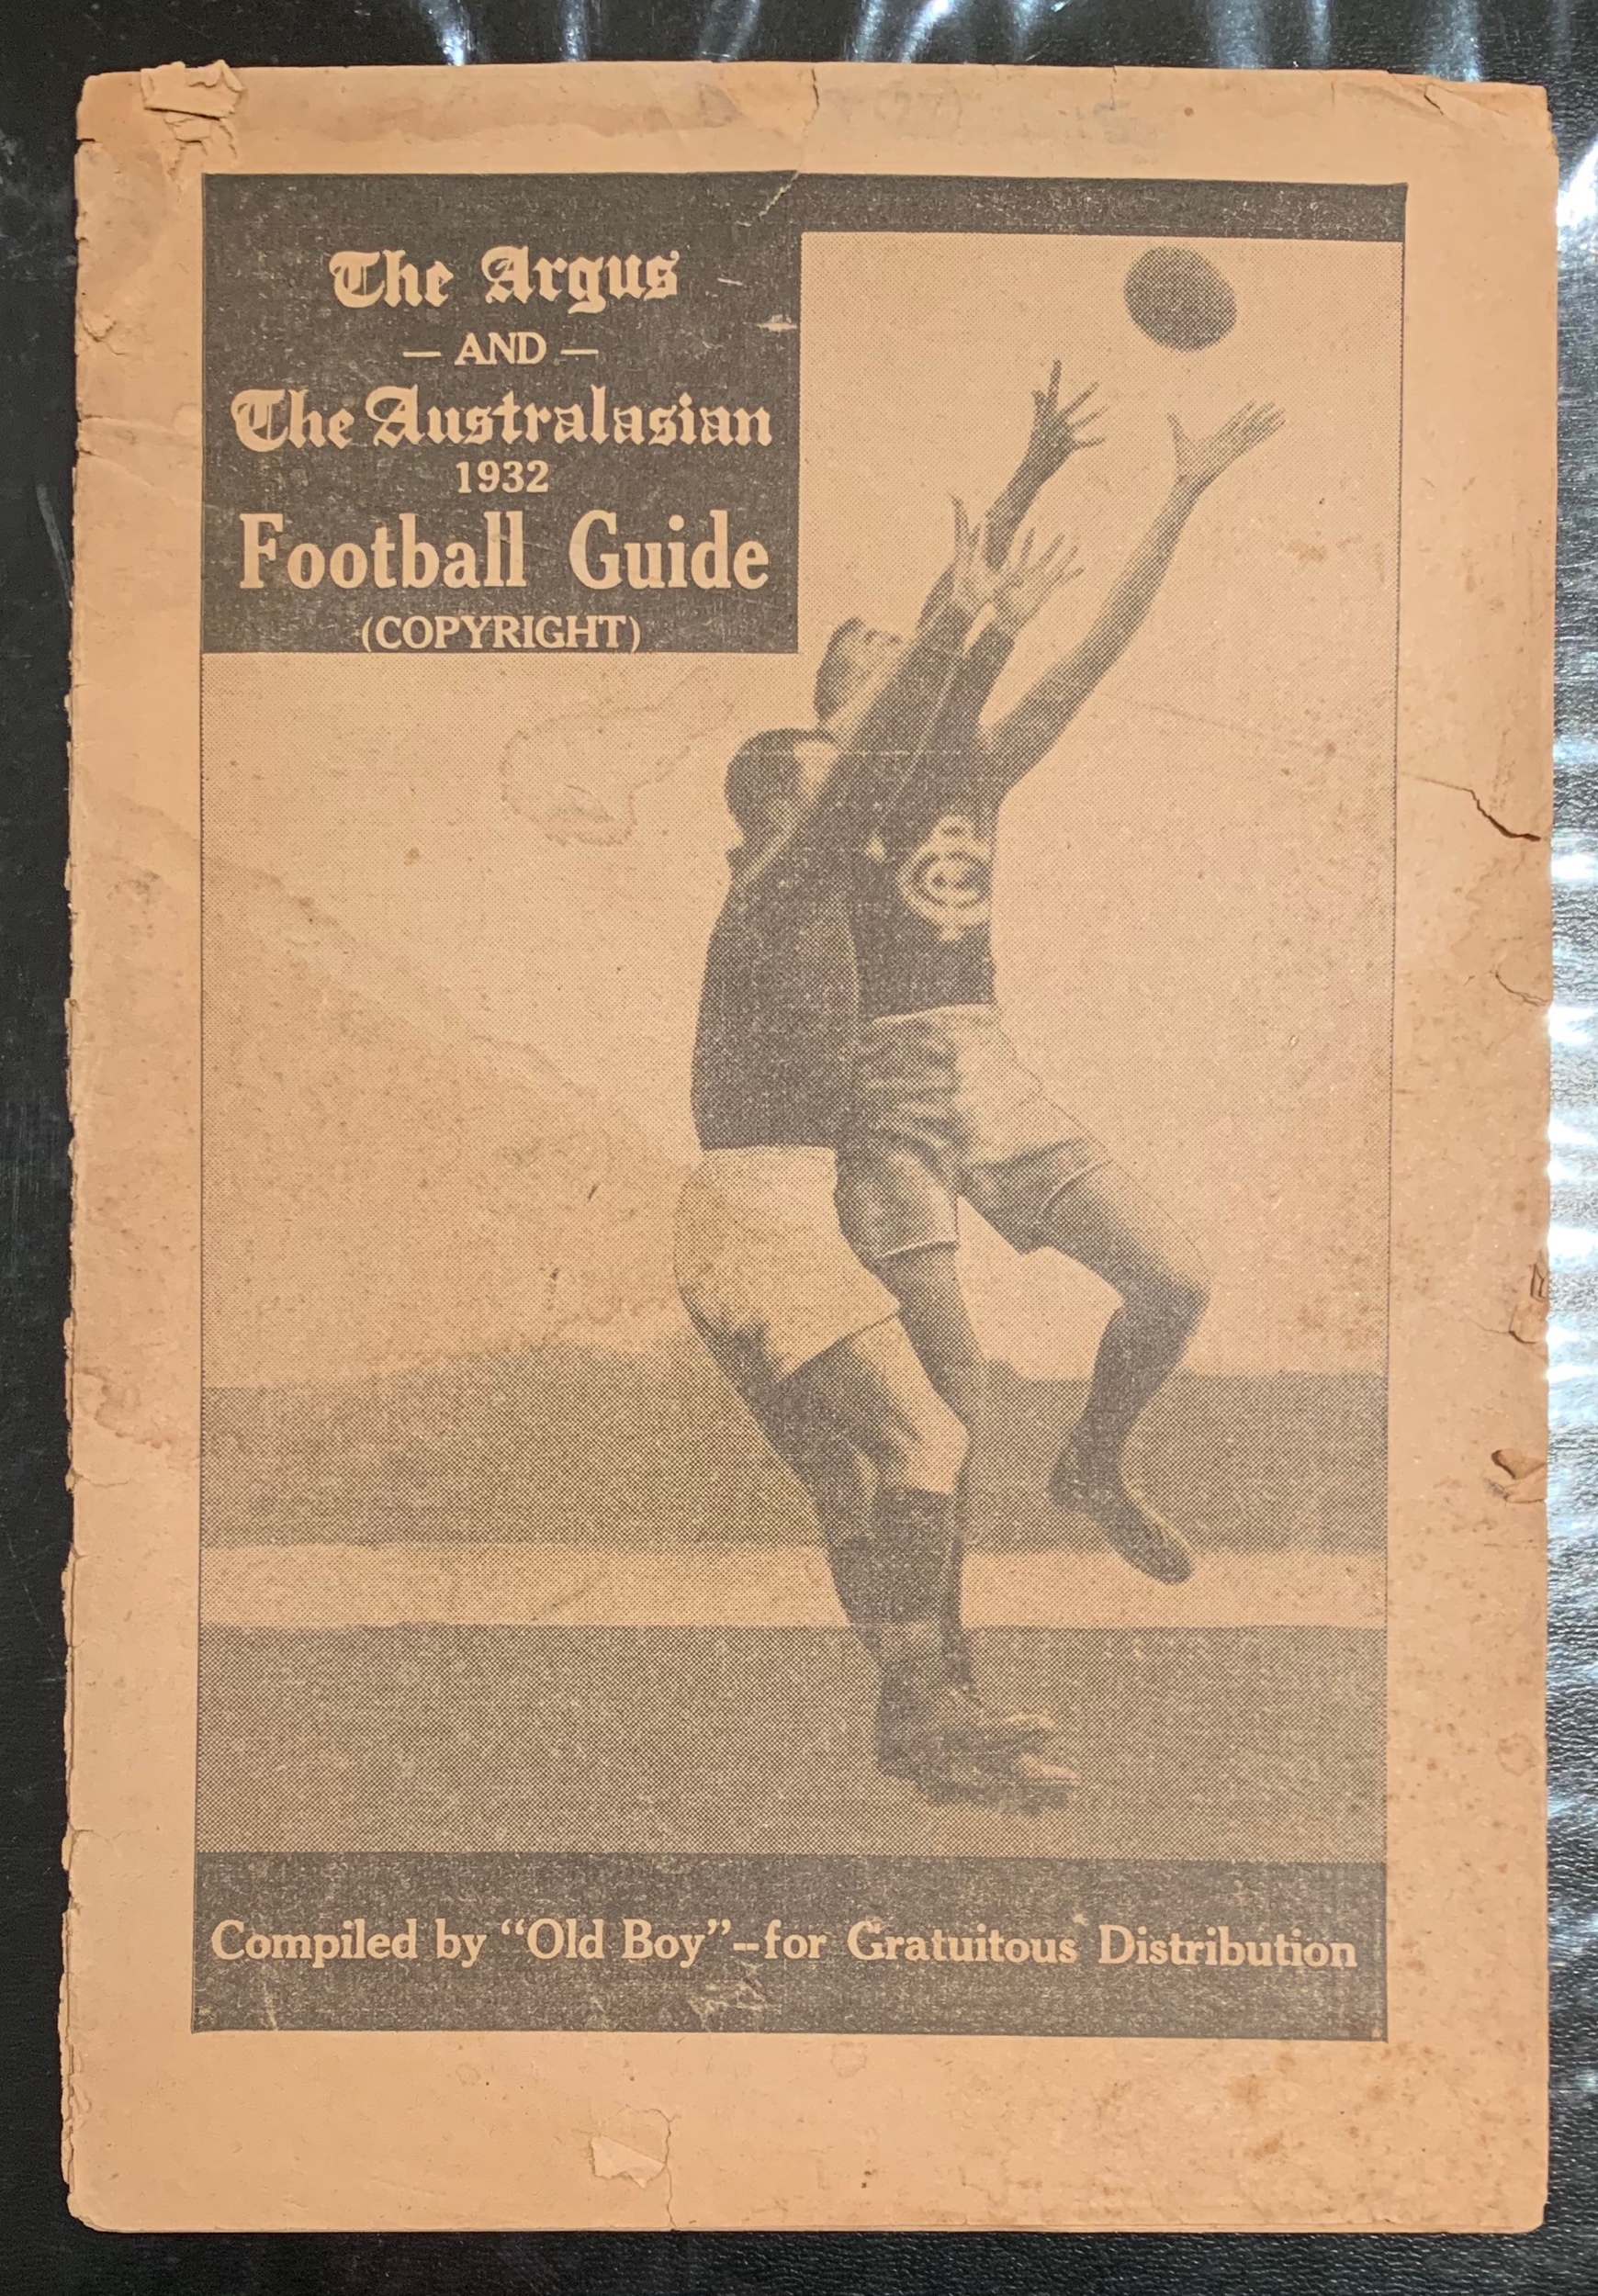 The Argus
— AND —
The Australasian
1932
Football Guide
(COPYRIGHT)
Compiled by “Old Boy”--for Gratuitous Distribution